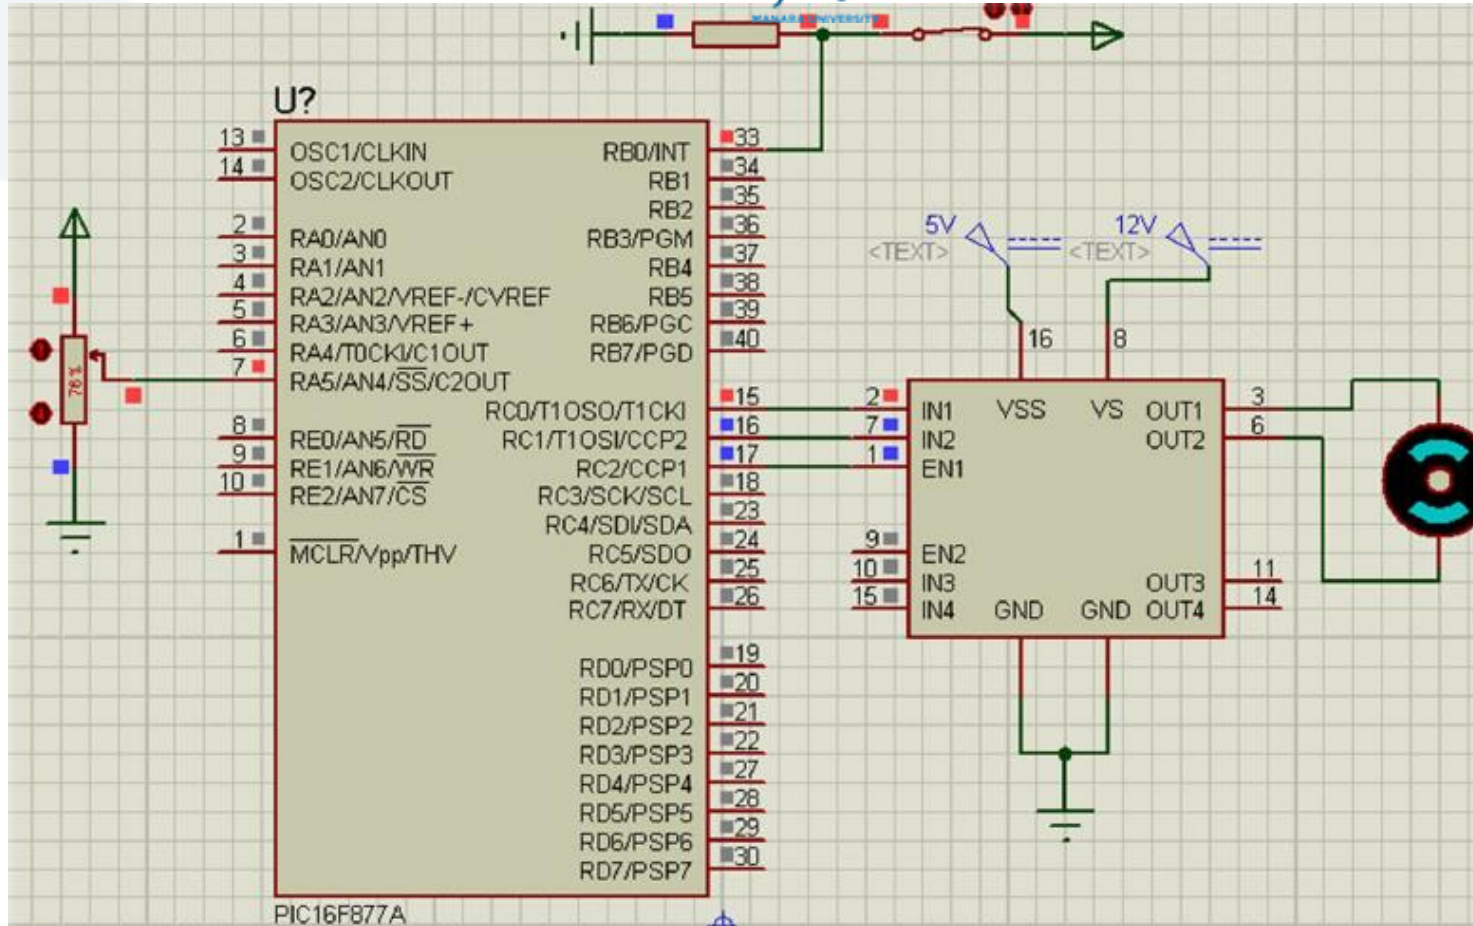 MANARA UNIVERSITY
U?
13 OSC1/CLKIN
14 OSC2/CLKOUT
2 RA0/AN0
3 RA1/AN1
4 RA2/AN2/VREF-/CVREF
5 RA3/AN3/VREF+
6 RA4/T0CKI/C1OUT
7 RA5/AN4/SS/C2OUT
8 RE0/AN5/RD
9 RE1/AN6/WR
10 RE2/AN7/CS
1 MCLR/Vpp/THV
RB0/INT 33
RB1 34
RB2 35
RB3/PGM 36
RB4 37
RB5 38
RB6/PGC 39
RB7/PGD 40
RC0/T1OSO/T1CKI 15
RC1/T1OSI/CCP2 16
RC2/CCP1 17
RC3/SCK/SCL 18
RC4/SDI/SDA 23
RC5/SDO 24
RC6/TX/CK 25
RC7/RX/DT 26
RD0/PSP0 19
RD1/PSP1 20
RD2/PSP2 21
RD3/PSP3 22
RD4/PSP4 27
RD5/PSP5 28
RD6/PSP6 29
RD7/PSP7 30
PIC16F877A
76 %
5V
<TEXT>
12V
<TEXT>
16 8
VSS VS
2 IN1
7 IN2
1 EN1
9 EN2
10 IN3
15 IN4
OUT1 3
OUT2 6
OUT3 11
OUT4 14
GND GND